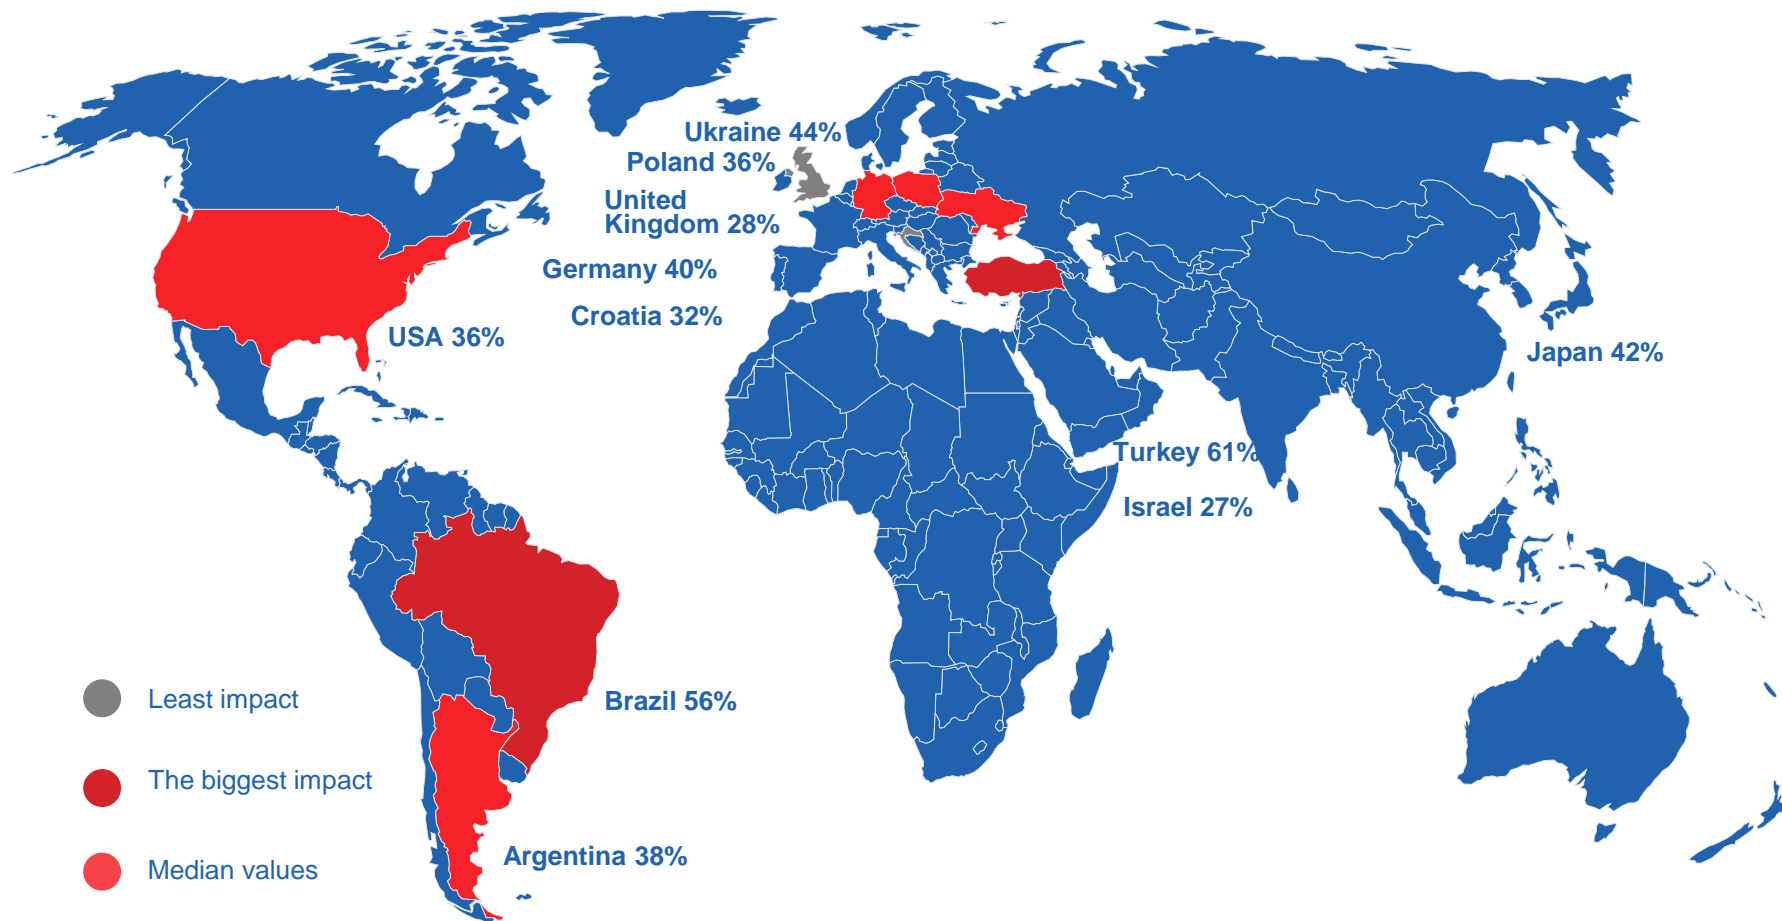 Ukraine 44%
Poland 36%
United
Kingdom 28%
Germany 40%
Croatia 32%
USA 36%
Japan 42%
Turkey 61%
Israel 27%
Least impact
Brazil 56%
The biggest impact
Argentina 38%
Median values